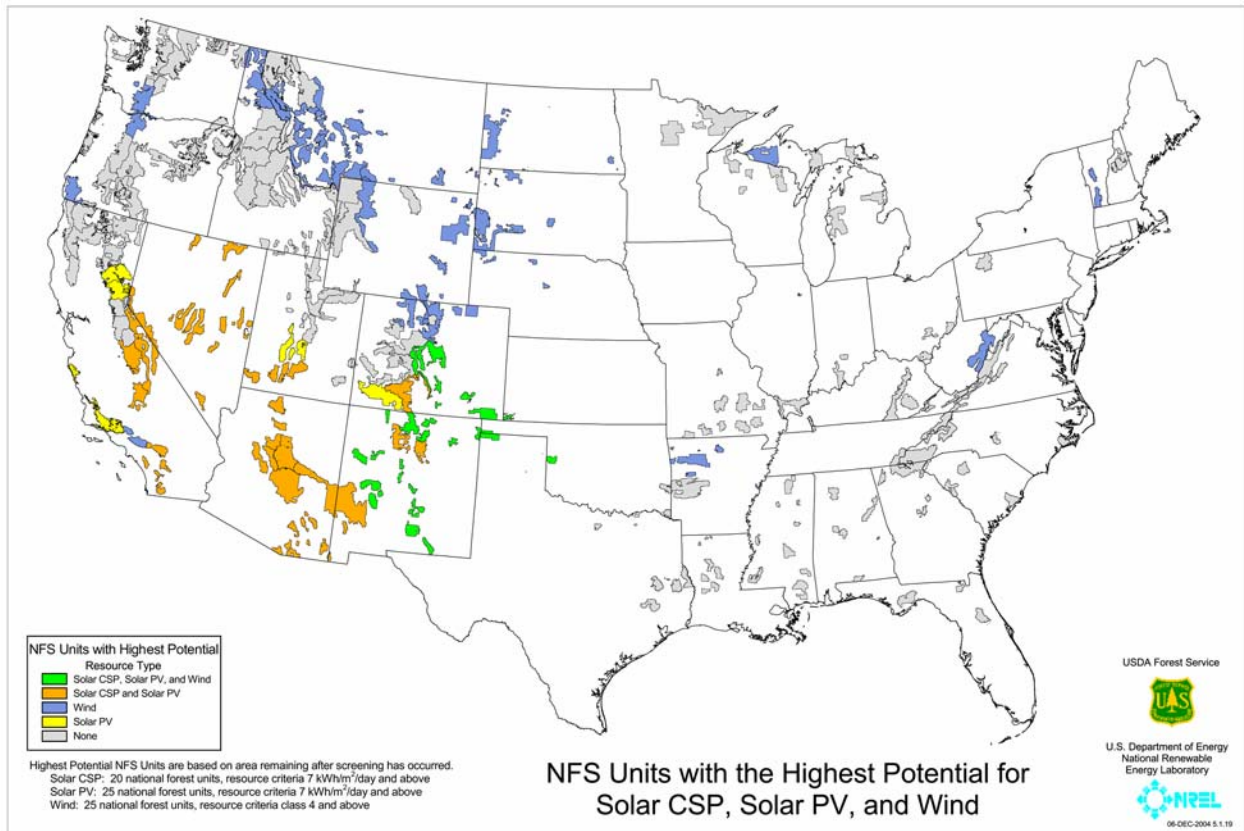 NFS Units with Highest Potential
Resource Type
Solar CSP, Solar PV, and Wind
Solar CSP and Solar PV
Wind
Solar PV
None
Highest Potential NFS Units are based on area remaining after screening has occurred.
Solar CSP: 20 national forest units, resource criteria 7 kWh/m²/day and above
Solar PV: 25 national forest units, resource criteria 7 kWh/m²/day and above
Wind: 25 national forest units, resource criteria class 4 and above
NFS Units with the Highest Potential for
Solar CSP, Solar PV, and Wind
USDA Forest Service
FOREST SERVICE
U S
DEPARTMENT OF AGRICULTURE
U.S. Department of Energy
National Renewable
Energy Laboratory
NREL
06-DEC-2004 5.1.19